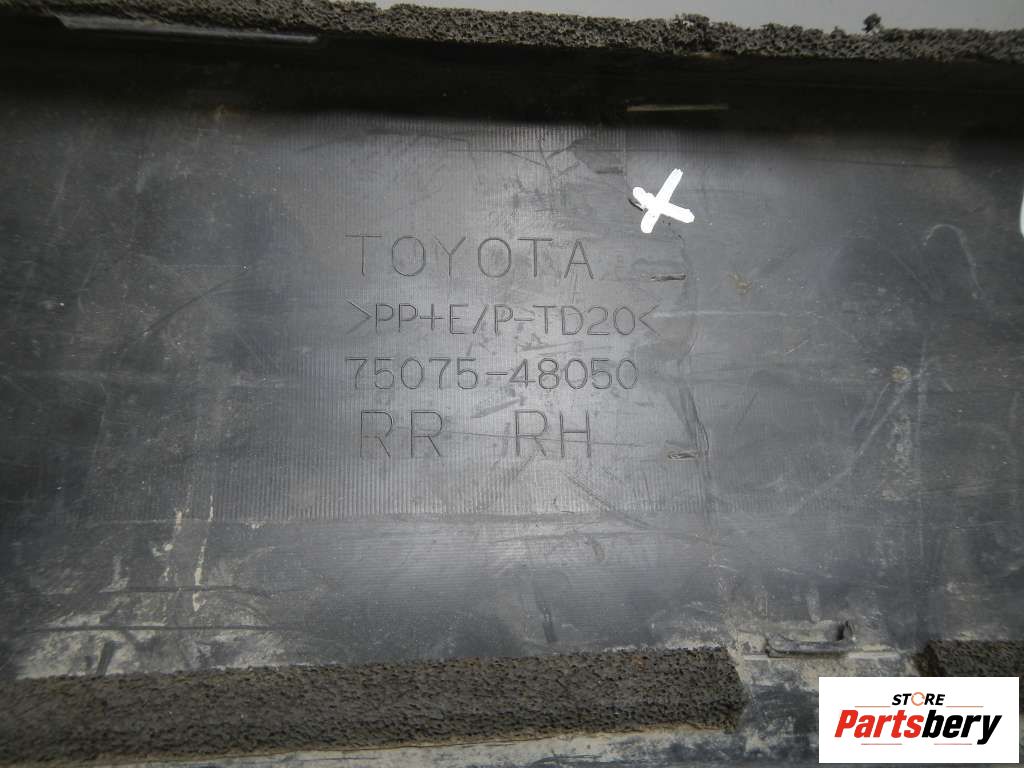 TOYOTA
>PP+E/P-TD20<
75075-48050
RR RH
STORE
Partsbery